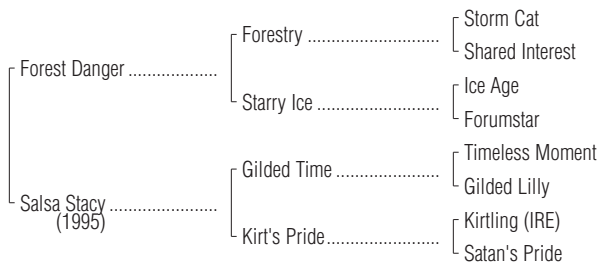 Storm Cat
Forestry ............................
Shared Interest
Forest Danger ...................
Ice Age
Starry Ice ..........................
Forumstar
Timeless Moment
Gilded Time ......................
Gilded Lilly
Salsa Stacy .......................
(1995)
Kirtling (IRE)
Kirt's Pride ........................
Satan's Pride